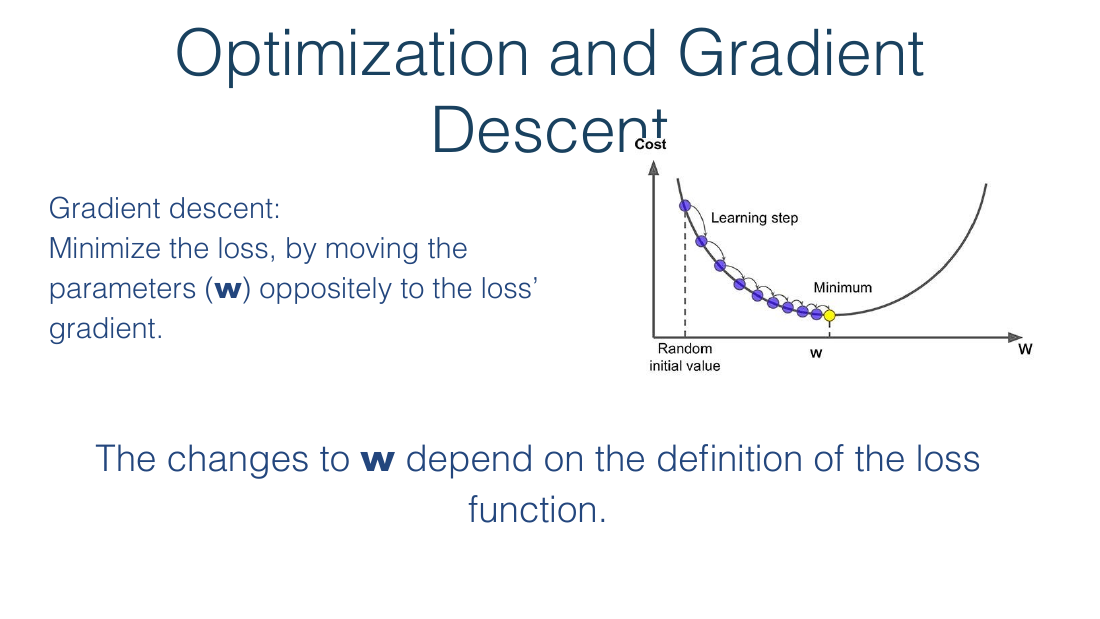 Optimization and Gradient
Descent
Gradient descent:
Minimize the loss, by moving the
parameters (w) oppositely to the loss’
gradient.
Cost
Learning step
Minimum
Random
initial value
w
w
The changes to w depend on the definition of the loss
function.